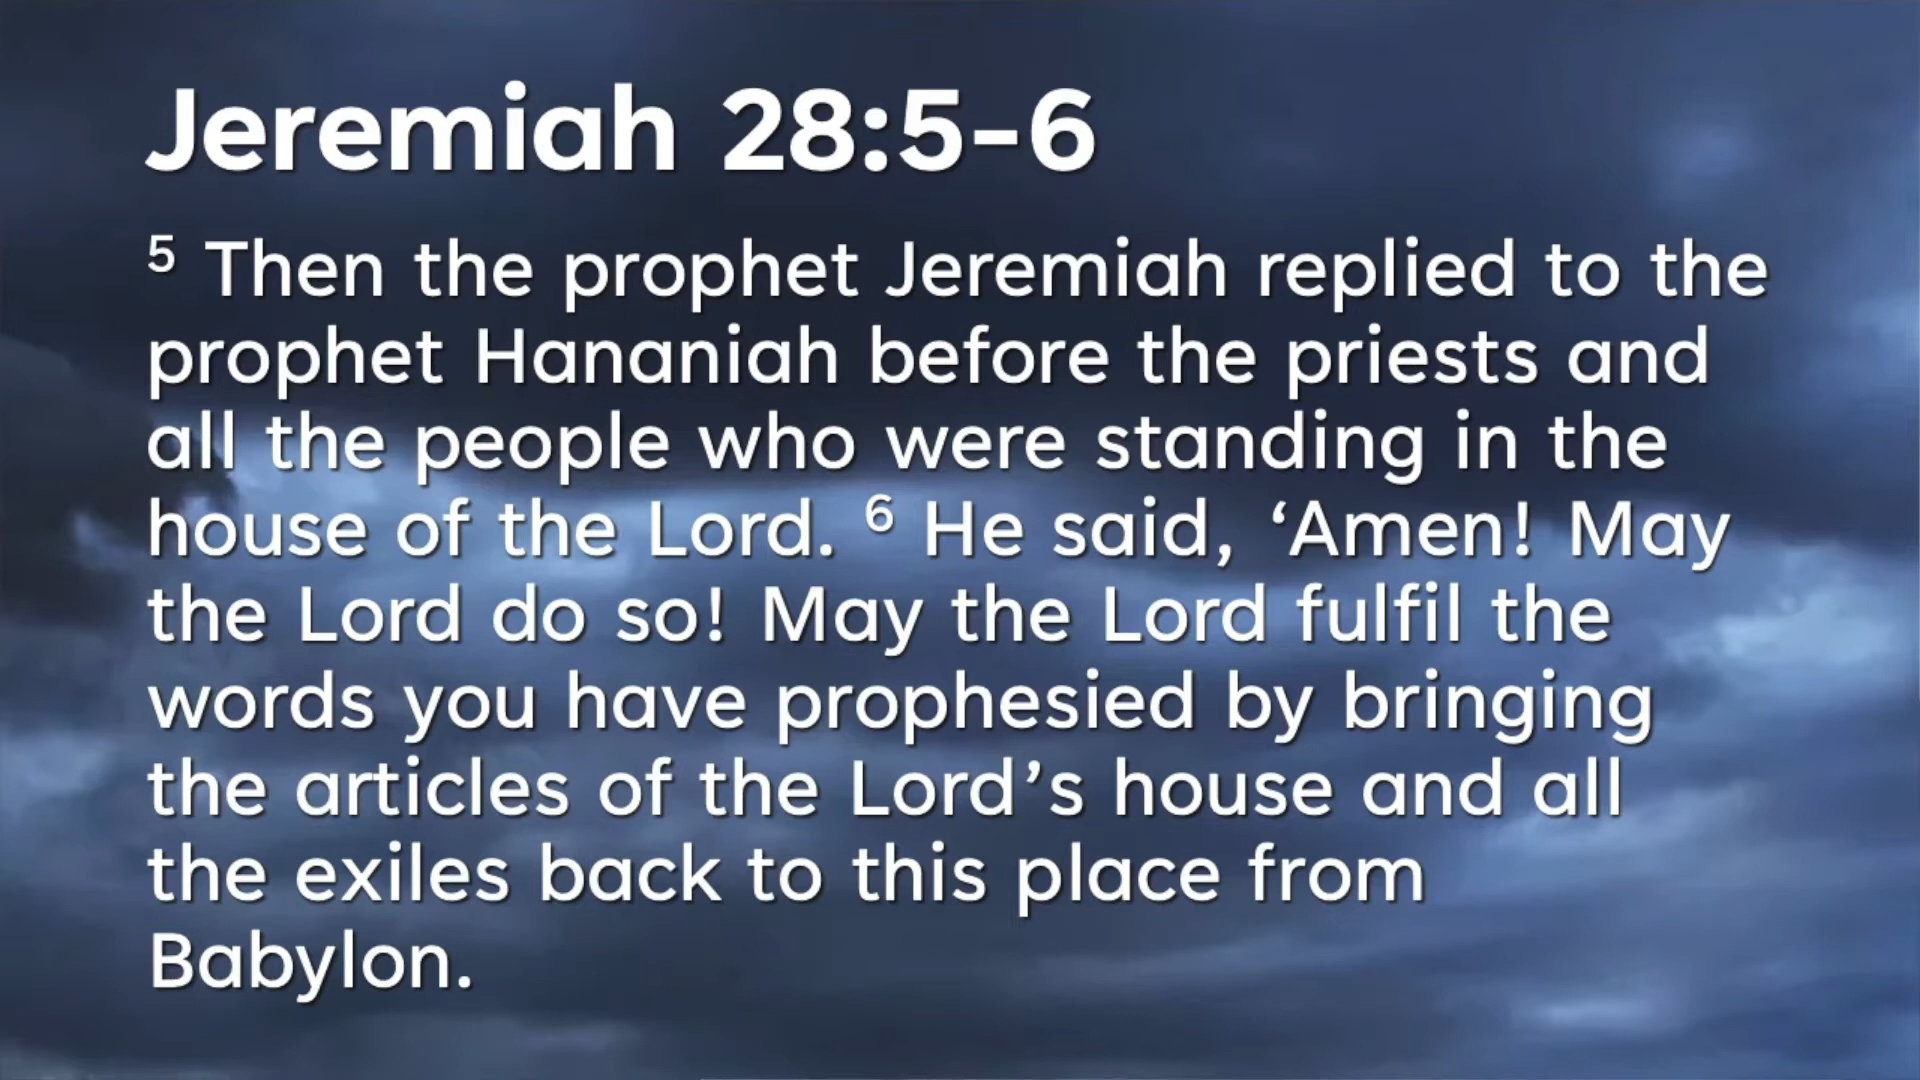 Jeremiah 28:5-6
5 Then the prophet Jeremiah replied to the
prophet Hananiah before the priests and
all the people who were standing in the
house of the Lord. 6 He said, ‘Amen! May
the Lord do so! May the Lord fulfil the
words you have prophesied by bringing
the articles of the Lord’s house and all
the exiles back to this place from
Babylon.